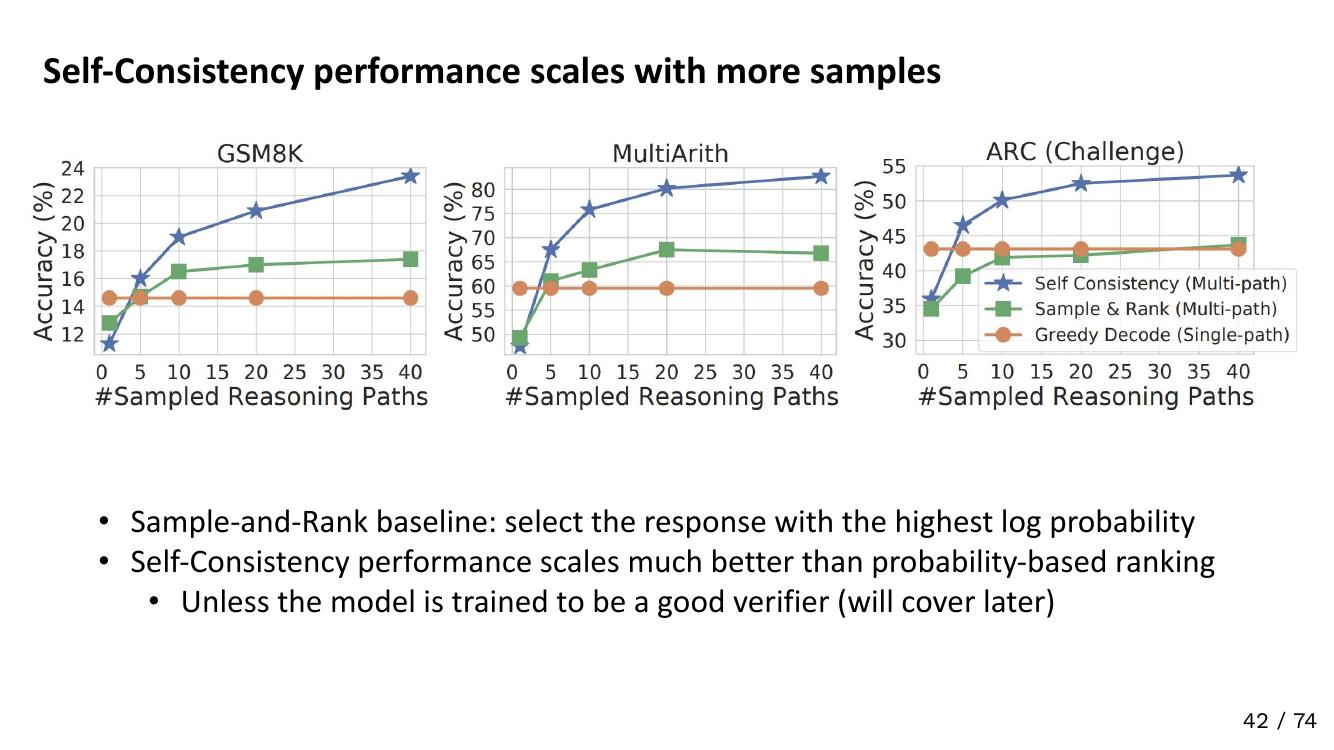 Self-Consistency performance scales with more samples
GSM8K
24
22
20
18
16
14
12
Accuracy (%)
0 5 10 15 20 25 30 35 40
#Sampled Reasoning Paths
MultiArith
80
75
70
65
60
55
50
Accuracy (%)
0 5 10 15 20 25 30 35 40
#Sampled Reasoning Paths
ARC (Challenge)
55
50
45
40
35
30
Accuracy (%)
Self Consistency (Multi-path)
Sample & Rank (Multi-path)
Greedy Decode (Single-path)
0 5 10 15 20 25 30 35 40
#Sampled Reasoning Paths
• Sample-and-Rank baseline: select the response with the highest log probability
• Self-Consistency performance scales much better than probability-based ranking
• Unless the model is trained to be a good verifier (will cover later)
42 / 74